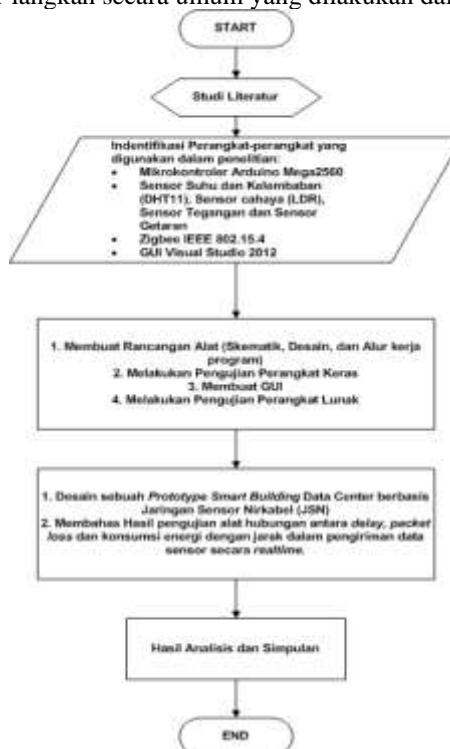 langkah secara umum yang dilakukan
START
Studi Literatur
Indentifikasi Perangkat-perangkat yang
digunakan dalam penelitian:
• Mikrokontroler Arduino Mega2560
• Sensor Suhu dan Kelembaban
(DHT11), Sensor cahaya (LDR),
Sensor Tegangan dan Sensor
Getaran
• Zigbee IEEE 802.15.4
• GUI Visual Studio 2012
1. Membuat Rancangan Alat (Skematik, Desain, dan Alur kerja
program)
2. Melakukan Pengujian Perangkat Keras
3. Membuat GUI
4. Melakukan Pengujian Perangkat Lunak
1. Desain sebuah Prototype Smart Building Data Center berbasis
Jaringan Sensor Nirkabel (JSN)
2. Membahas Hasil pengujian alat hubungan antara delay, packet
loss dan konsumsi energi dengan jarak dalam pengiriman data
sensor secara realtime.
Hasil Analisis dan Simpulan
END